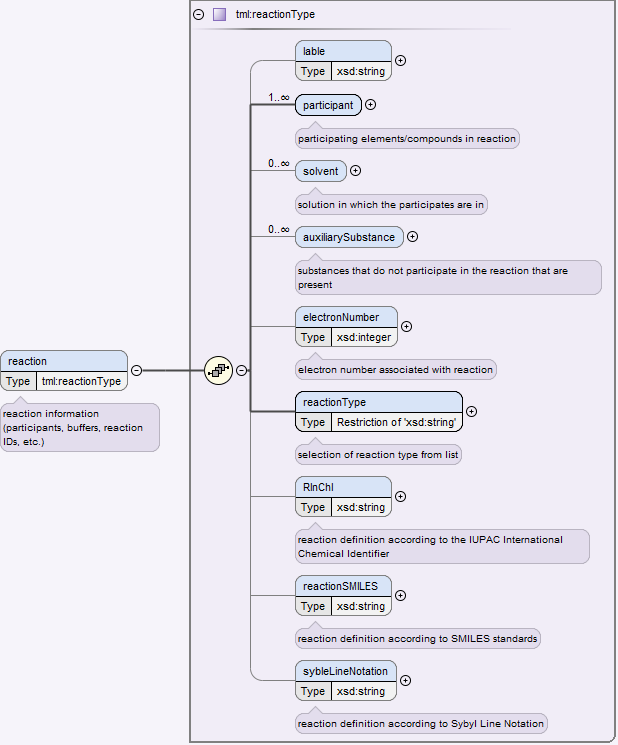 tml:reactionType
lable
Type xsd:string
1..∞
participant
participating elements/compounds in reaction
0..∞
solvent
solution in which the participates are in
0..∞
auxiliarySubstance
substances that do not participate in the reaction that are
present
electronNumber
Type xsd:integer
electron number associated with reaction
reaction
Type tml:reactionType
reaction information
(participants, buffers, reaction
IDs, etc.)
reactionType
Type Restriction of 'xsd:string'
selection of reaction type from list
RInChI
Type xsd:string
reaction definition according to the IUPAC International
Chemical Identifier
reactionSMILES
Type xsd:string
reaction definition according to SMILES standards
sybleLineNotation
Type xsd:string
reaction definition according to Sybyl Line Notation